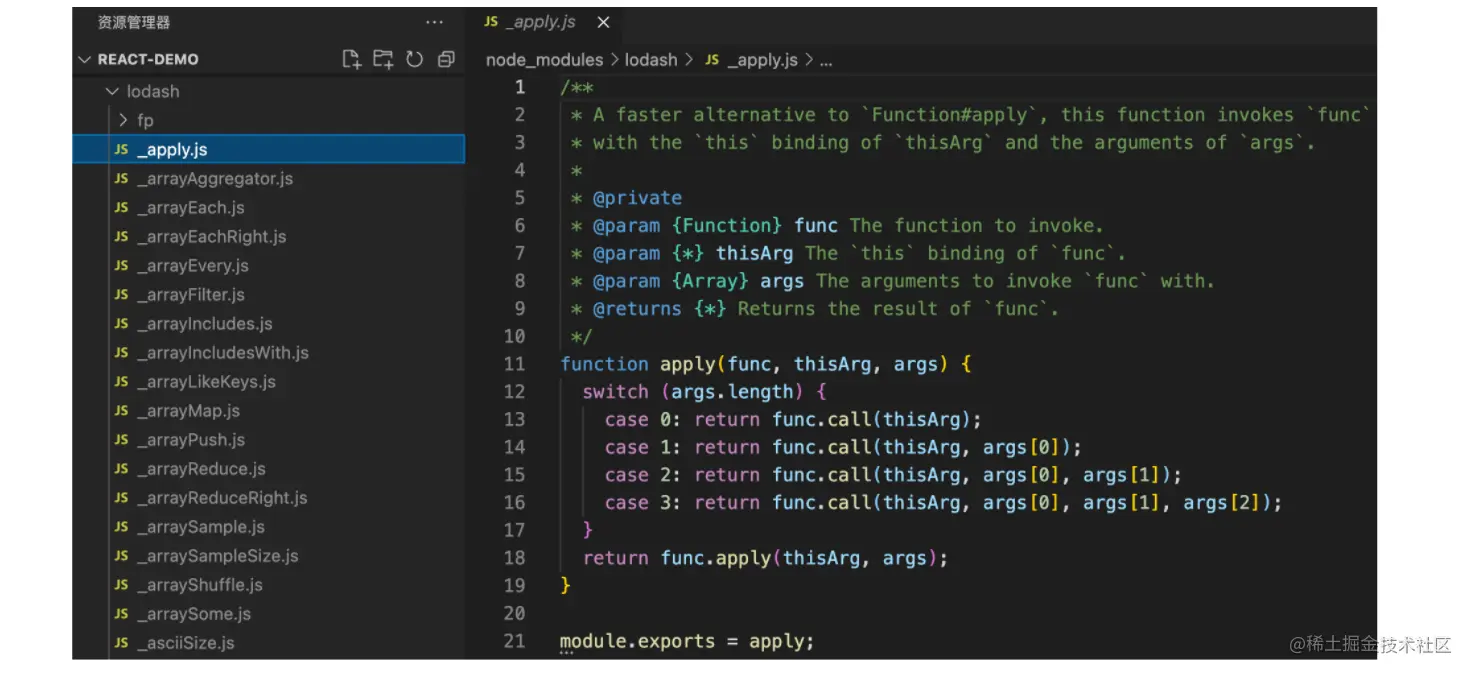 资源管理器
REACT-DEMO
lodash
fp
JS _apply.js
JS _arrayAggregator.js
JS _arrayEach.js
JS _arrayEachRight.js
JS _arrayEvery.js
JS _arrayFilter.js
JS _arrayIncludes.js
JS _arrayIncludesWith.js
JS _arrayLikeKeys.js
JS _arrayMap.js
JS _arrayPush.js
JS _arrayReduce.js
JS _arrayReduceRight.js
JS _arraySample.js
JS _arraySampleSize.js
JS _arrayShuffle.js
JS _arraySome.js
JS _asciiSize.js
JS _apply.js
node_modules > lodash > JS _apply.js > ...
1 /**
2  * A faster alternative to `Function#apply`, this function invokes `func`
3  * with the `this` binding of `thisArg` and the arguments of `args`.
4  *
5  * @private
6  * @param {Function} func The function to invoke.
7  * @param {*} thisArg The `this` binding of `func`.
8  * @param {Array} args The arguments to invoke `func` with.
9  * @returns {*} Returns the result of `func`.
10  */
11 function apply(func, thisArg, args) {
12   switch (args.length) {
13     case 0: return func.call(thisArg);
14     case 1: return func.call(thisArg, args[0]);
15     case 2: return func.call(thisArg, args[0], args[1]);
16     case 3: return func.call(thisArg, args[0], args[1], args[2]);
17   }
18   return func.apply(thisArg, args);
19 }
20
21 module.exports = apply;
@稀土掘金技术社区